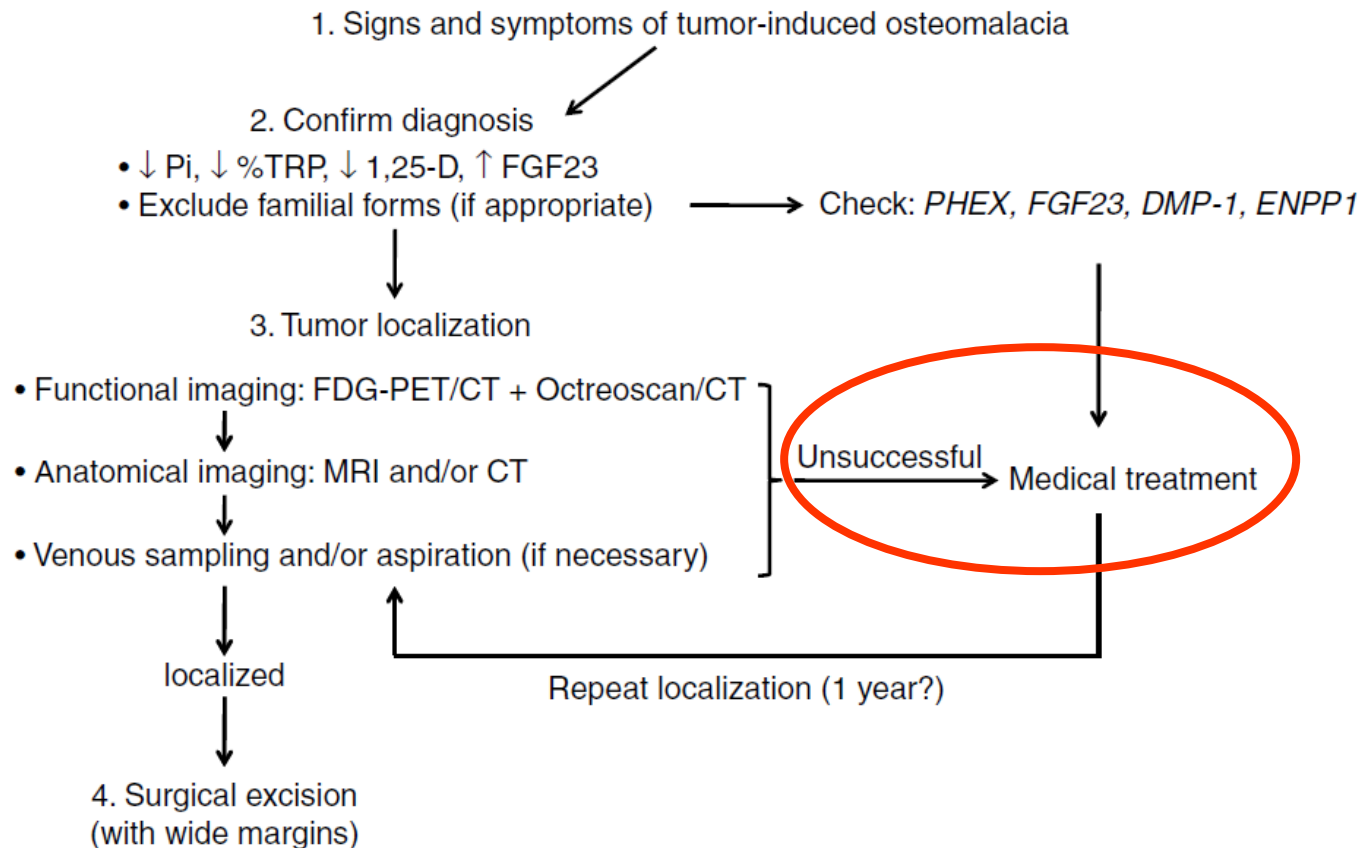 1. Signs and symptoms of tumor-induced osteomalacia
2. Confirm diagnosis
• ↓ Pi, ↓ %TRP, ↓ 1,25-D, ↑ FGF23
• Exclude familial forms (if appropriate)
Check: PHEX, FGF23, DMP-1, ENPP1
3. Tumor localization
• Functional imaging: FDG-PET/CT + Octreoscan/CT
• Anatomical imaging: MRI and/or CT
• Venous sampling and/or aspiration (if necessary)
Unsuccessful
Medical treatment
localized
Repeat localization (1 year?)
4. Surgical excision
(with wide margins)